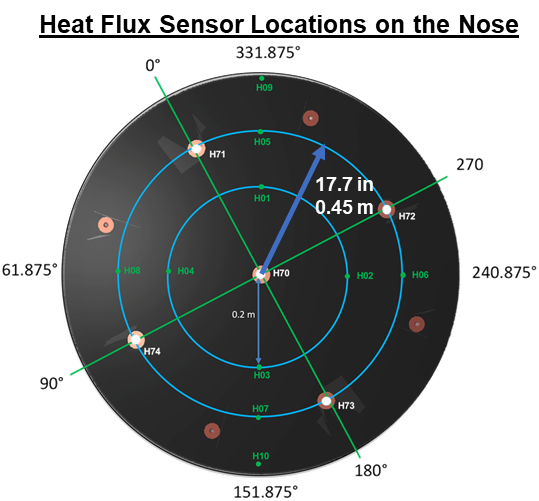 Heat Flux Sensor Locations on the Nose
331.875°
0°
H09
H05
H71
270
17.7 in
0.45 m
H01
H72
61.875°
H08
H04
H70
H02
H06
240.875°
0.2 m
H74
H03
90°
H07
H73
H10
180°
151.875°